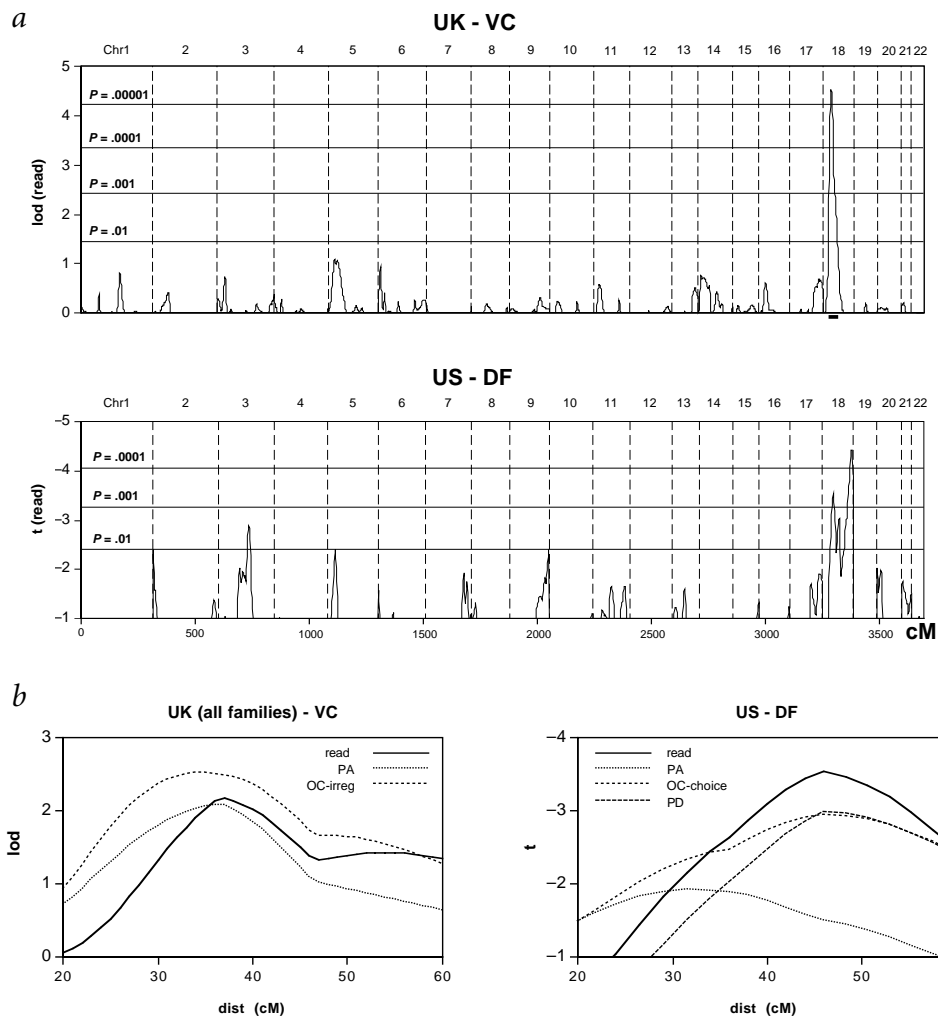 a
UK - VC
Chr1 2 3 4 5 6 7 8 9 10 11 12 13 14 15 16 17 18 19 20 21 22
lod (read)
5
P = .00001
4
P = .0001
3
P = .001
2
P = .01
1
0
US - DF
Chr1 2 3 4 5 6 7 8 9 10 11 12 13 14 15 16 17 18 19 20 21 22
t (read)
–5
P = .0001
–4
P = .001
–3
P = .01
–2
–1
0 500 1000 1500 2000 2500 3000 3500 cM
b
UK (all families) - VC
lod
3
2
1
0
read
PA
OC-irreg
20 30 40 50 60
dist (cM)
US - DF
t
–4
–3
–2
–1
read
PA
OC-choice
PD
20 30 40 50
dist (cM)